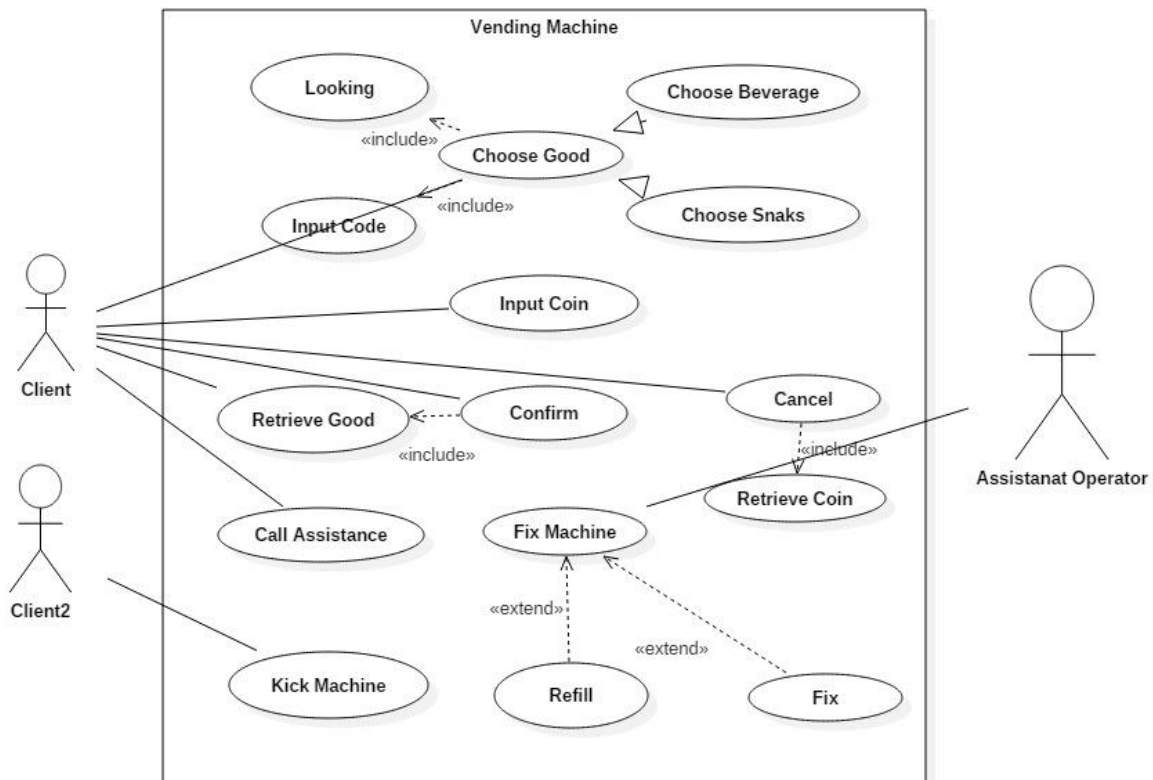 Vending Machine
Looking
Choose Beverage
«include»
Choose Good
«include»
Input Code
Choose Snaks
Input Coin
Client
Cancel
Retrieve Good
Confirm
«include»
«include»
Assistanat Operator
Retrieve Coin
Call Assistance
Fix Machine
Client2
«extend»
«extend»
Kick Machine
Refill
Fix